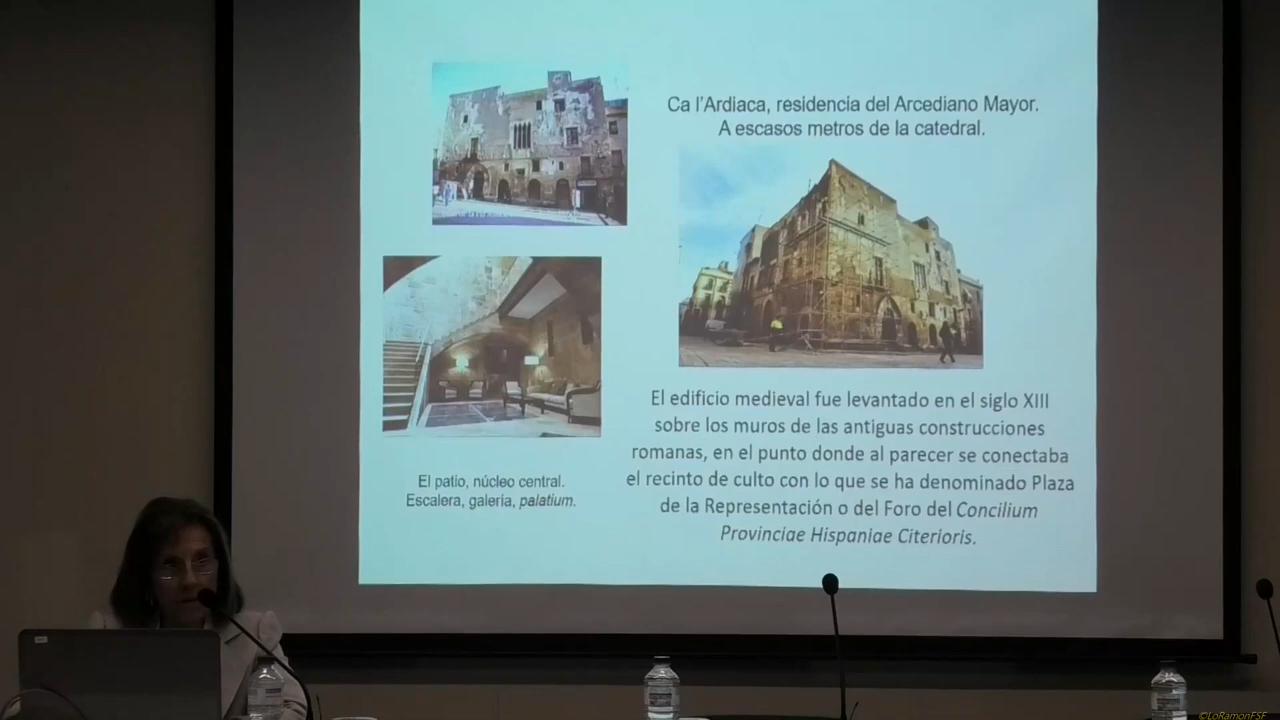 Ca l'Ardiaca, residencia del Arcediano Mayor.
A escasos metros de la catedral.
El patio, núcleo central.
Escalera, galería, palatium.
El edificio medieval fue levantado en el siglo XIII
sobre los muros de las antiguas construcciones
romanas, en el punto donde al parecer se conectaba
el recinto de culto con lo que se ha denominado Plaza
de la Representación o del Foro del Concilium
Provinciae Hispaniae Citerioris.
©LoRamonFSF